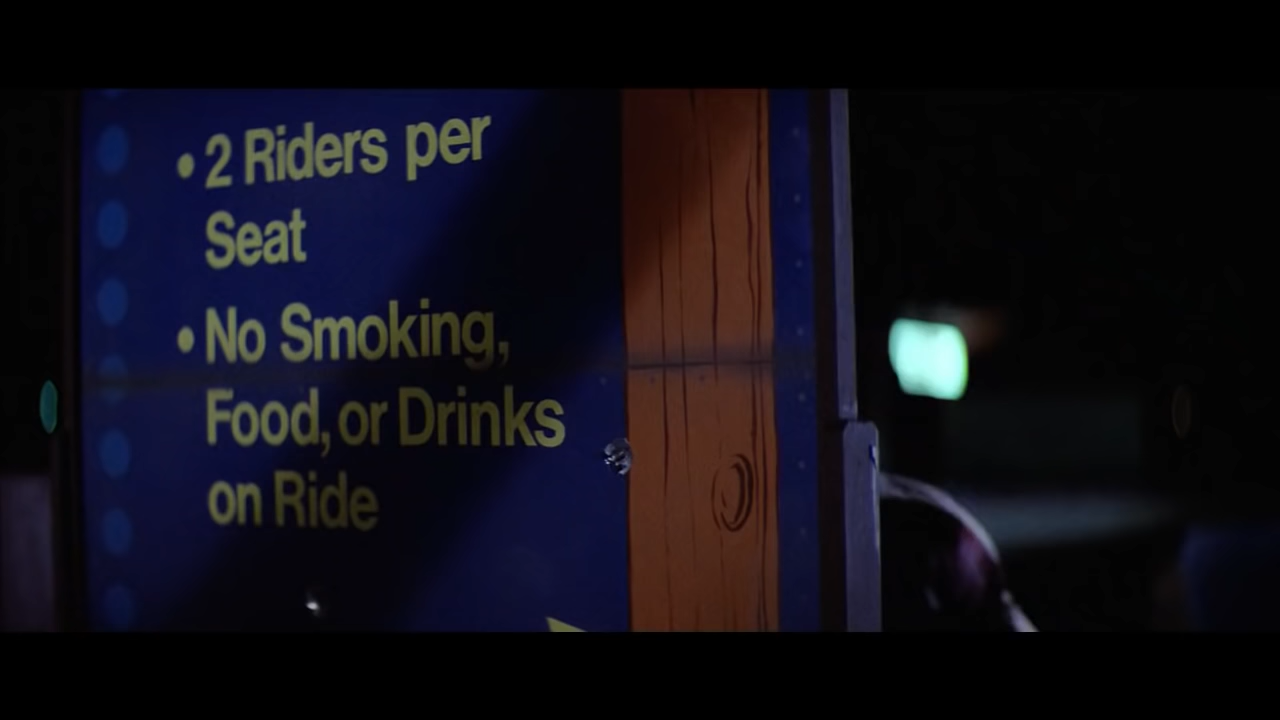 • 2 Riders per
Seat
• No Smoking,
Food, or Drinks
on Ride